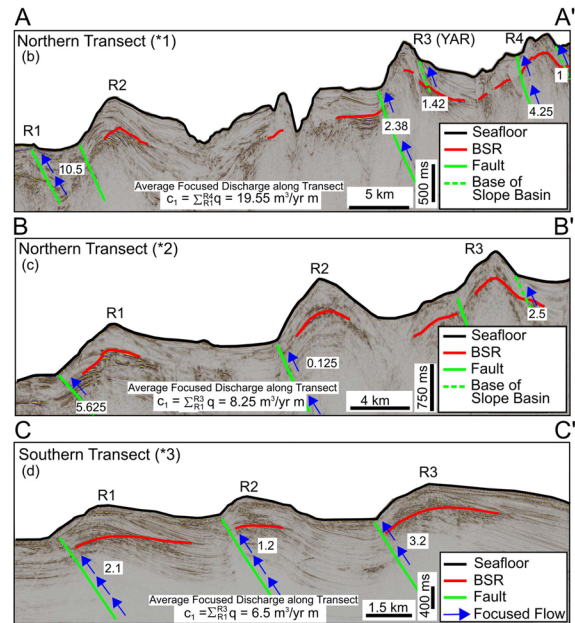 A A'
Northern Transect (*1)
(b)
R3 (YAR) R4
R2
R1
1
1.42
4.25
2.38
10.5
Average Focused Discharge along Transect
c₁ = ∑R4R1 q = 19.55 m³/yr m
5 km
500 ms
Seafloor
BSR
Fault
Base of
Slope Basin
B B'
Northern Transect (*2)
(c)
R3
R2
R1
2.5
0.125
5.625
Average Focused Discharge along Transect
c₁ = ∑R3R1 q = 8.25 m³/yr m
4 km
750 ms
Seafloor
BSR
Fault
Base of
Slope Basin
C C'
Southern Transect (*3)
(d)
R3
R1
R2
2.1
1.2
3.2
Average Focused Discharge along Transect
c₁ = ∑R3R1 q = 6.5 m³/yr m
1.5 km
400 ms
Seafloor
BSR
Fault
Focused Flow